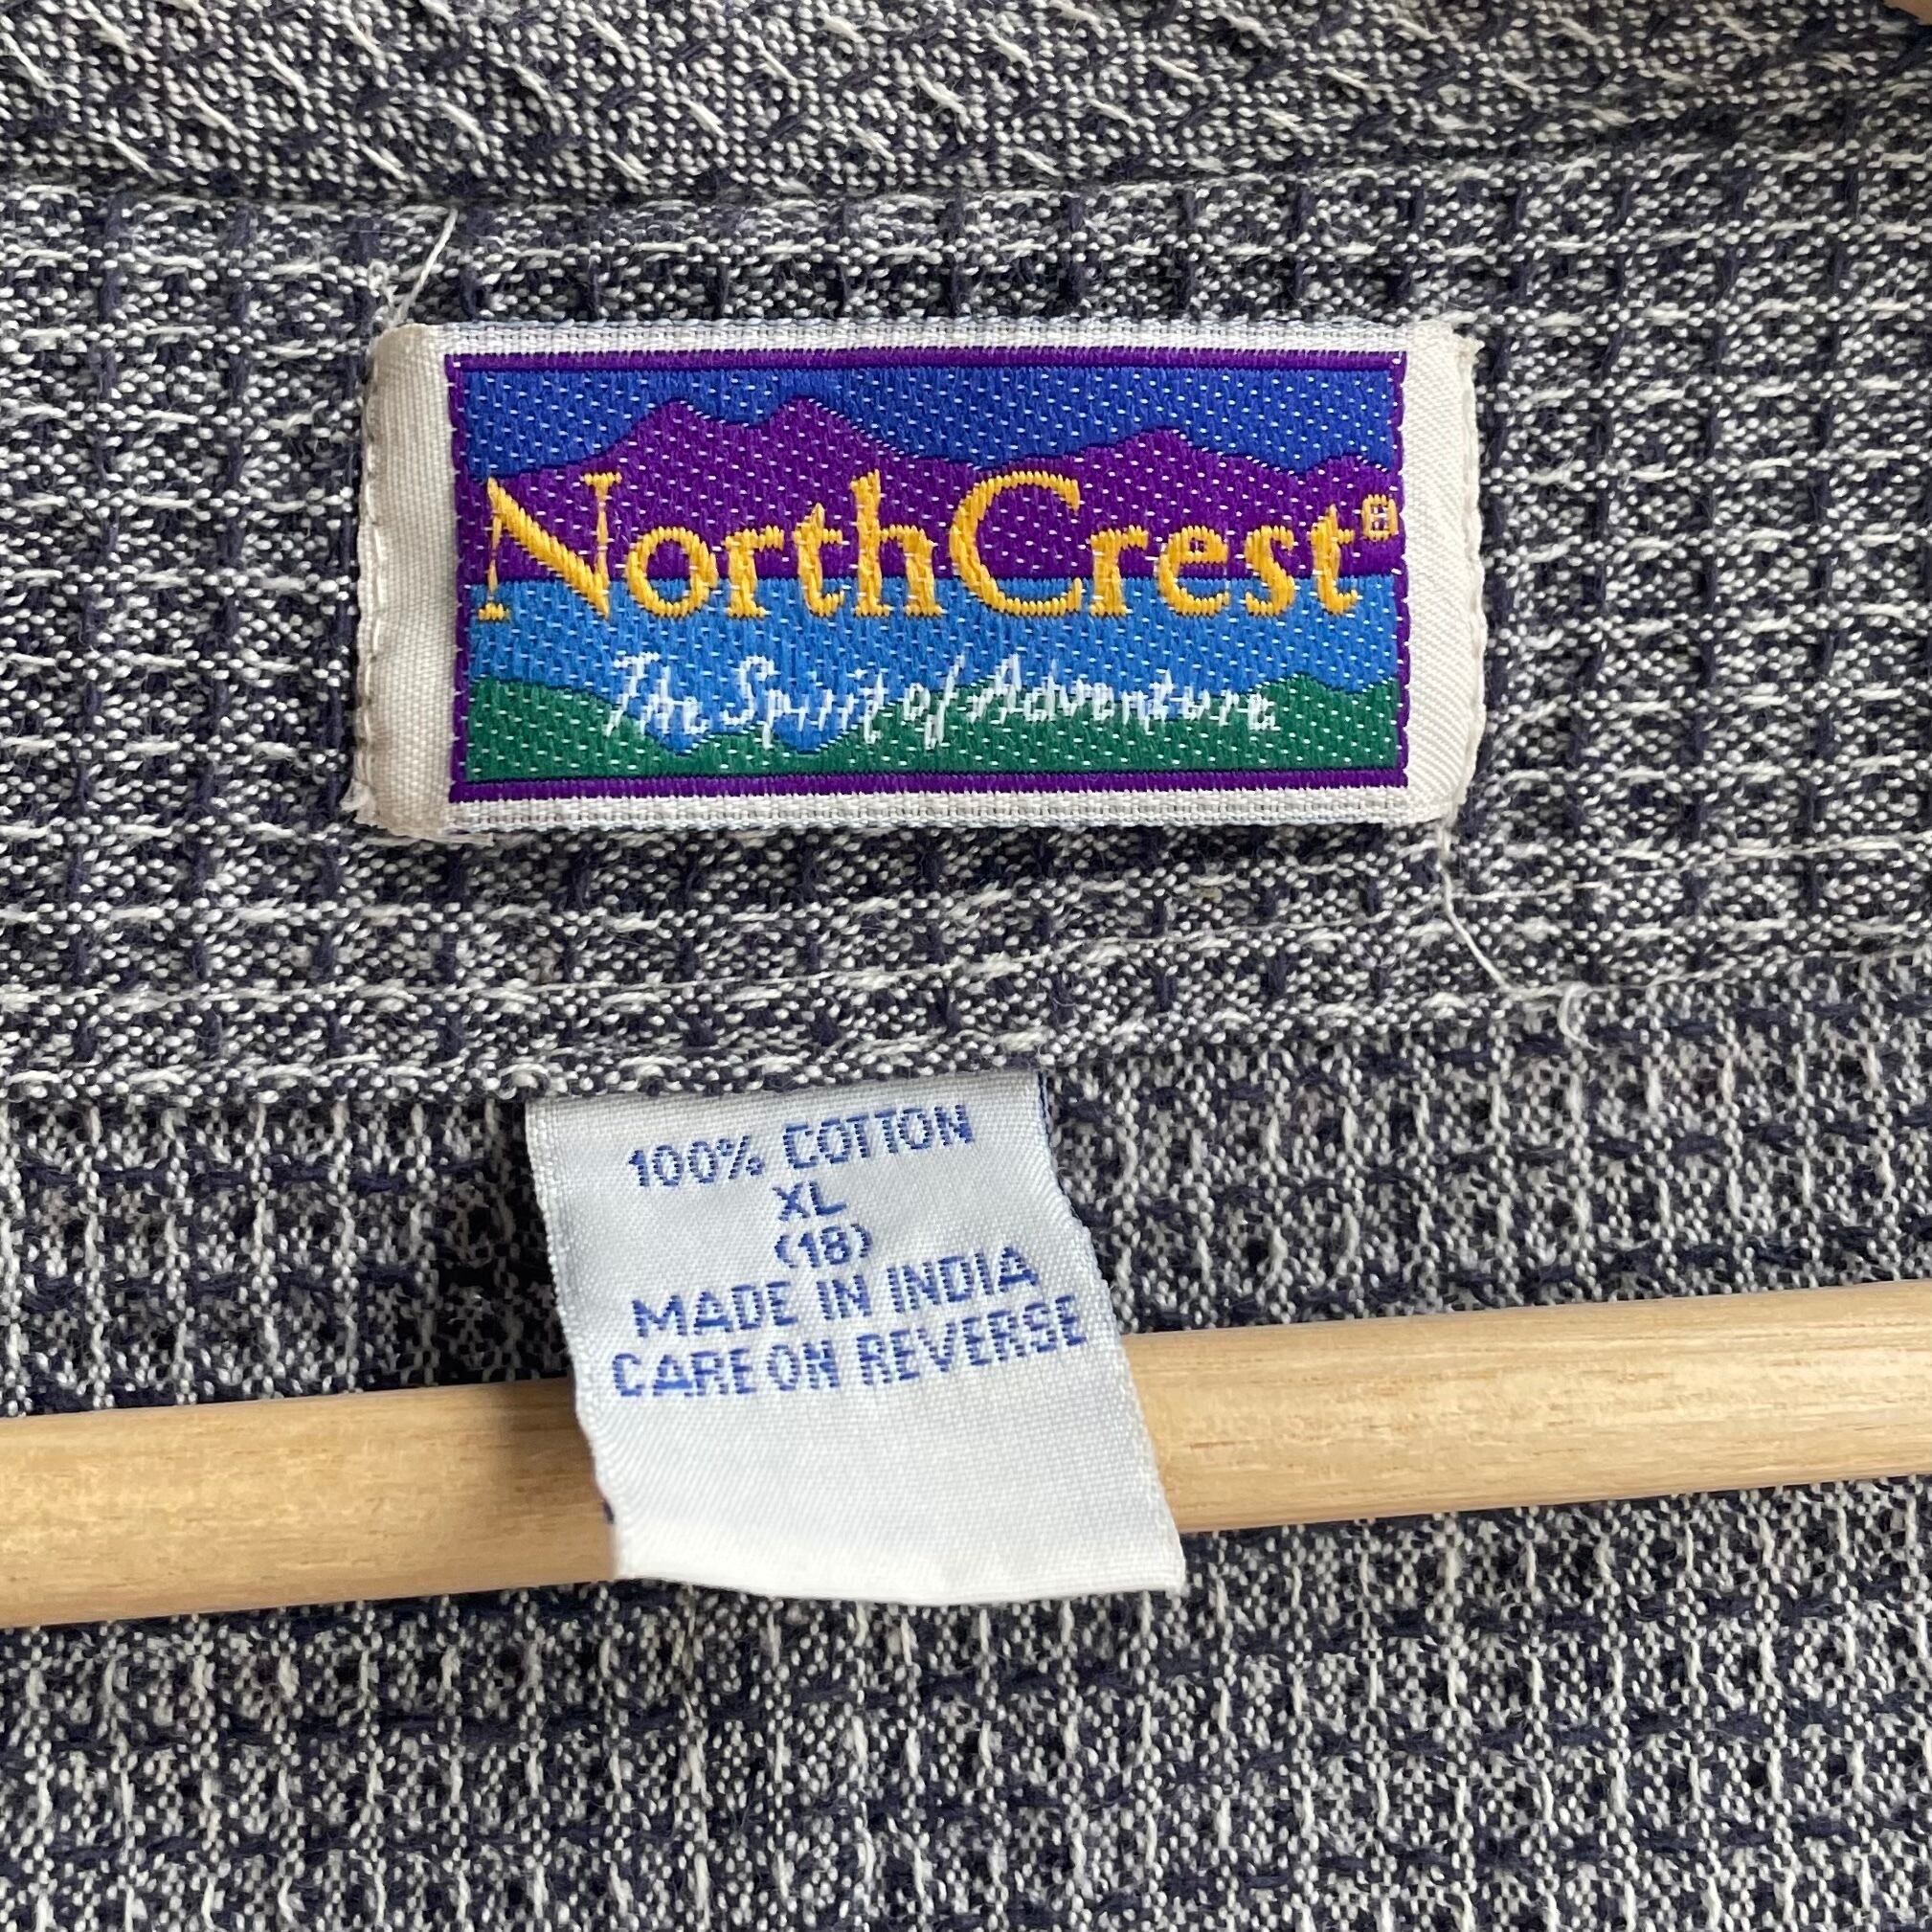 NorthCrest®
The Spirit of Adventure
100% COTTON
XL
(18)
MADE IN INDIA
CARE ON REVERSE